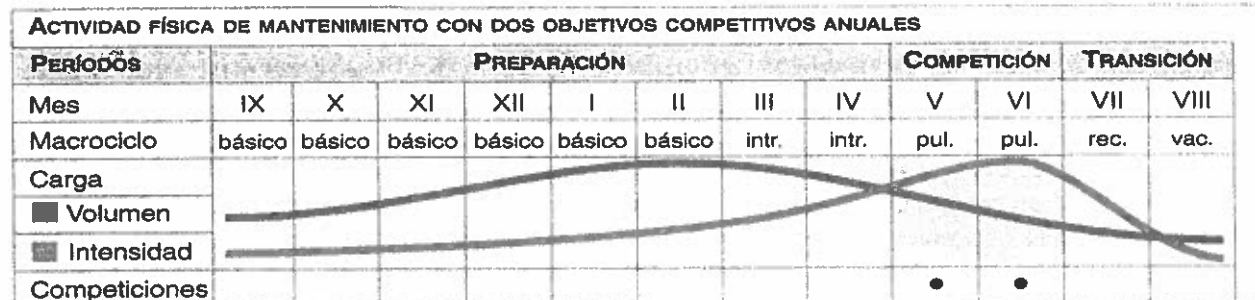 ACTIVIDAD FÍSICA DE MANTENIMIENTO CON DOS OBJETIVOS COMPETITIVOS ANUALES
PERÍODOS PREPARACIÓN COMPETICIÓN TRANSICIÓN
Mes IX X XI XII I II III IV V VI VII VIII
Macrociclo básico básico básico básico básico básico intr. intr. pul. pul. rec. vac.
Carga
Volumen
Intensidad
Competiciones